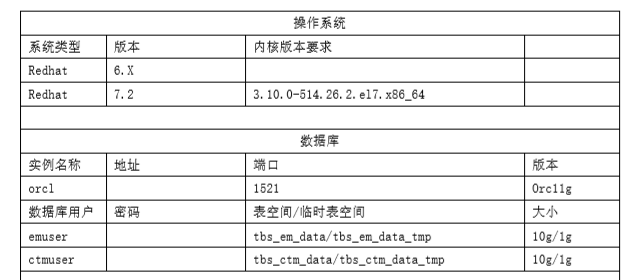 操作系统
系统类型 版本 内核版本要求
Redhat 6.X
Redhat 7.2 3.10.0-514.26.2.el7.x86_64
数据库
实例名称 地址 端口 版本
orcl 1521 Orc11g
数据库用户 密码 表空间/临时表空间 大小
emuser tbs_em_data/tbs_em_data_tmp 10g/1g
ctmuser tbs_ctm_data/tbs_ctm_data_tmp 10g/1g